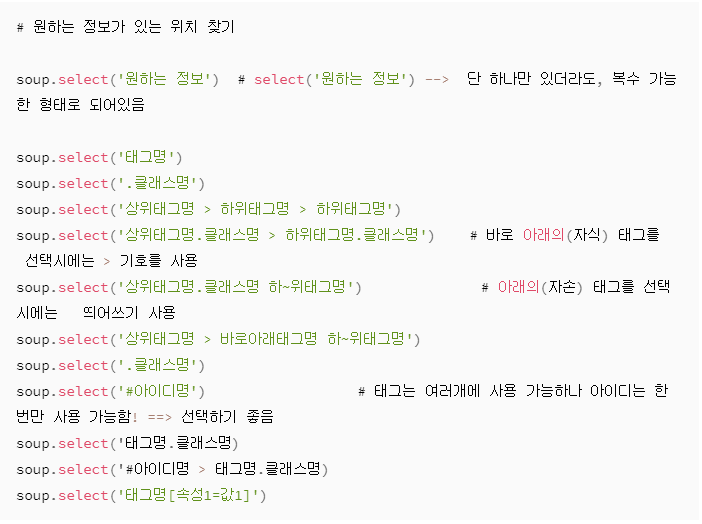 # 원하는 정보가 있는 위치 찾기
soup.select('원하는 정보')  # select('원하는 정보') -->  단 하나만 있더라도, 복수 가능
한 형태로 되어있음
soup.select('태그명')
soup.select('.클래스명')
soup.select('상위태그명 > 하위태그명 > 하위태그명')
soup.select('상위태그명.클래스명 > 하위태그명.클래스명')    # 바로 아래의(자식) 태그를
선택시에는 > 기호를 사용
soup.select('상위태그명.클래스명 하~위태그명')              # 아래의(자손) 태그를 선택
시에는   띄어쓰기 사용
soup.select('상위태그명 > 바로아래태그명 하~위태그명')
soup.select('.클래스명')
soup.select('#아이디명')                  # 태그는 여러개에 사용 가능하나 아이디는 한
번만 사용 가능함! ==> 선택하기 좋음
soup.select('태그명.클래스명)
soup.select('#아이디명 > 태그명.클래스명)
soup.select('태그명[속성1=값1]')